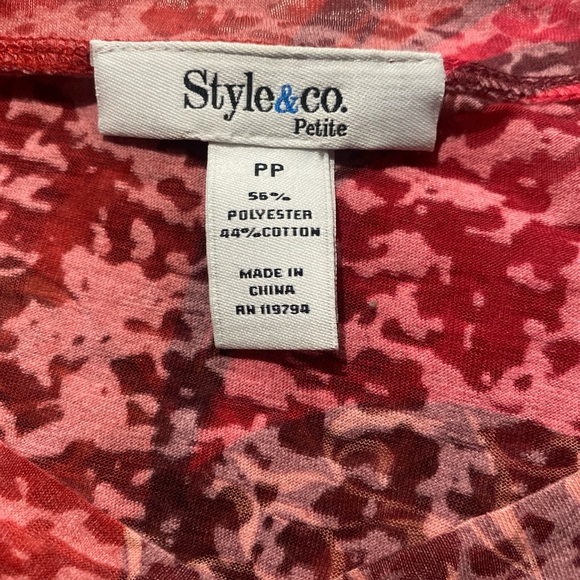 Style&co.
Petite
PP
56%
POLYESTER
44%COTTON
MADE IN
CHINA
RN 119794